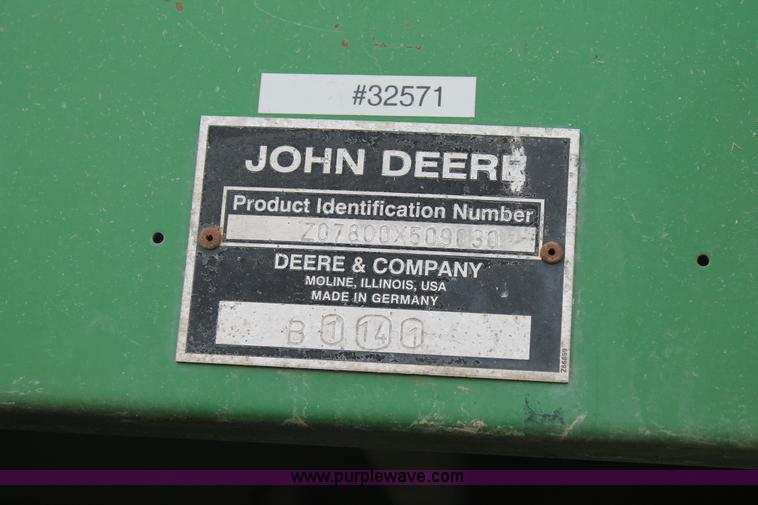 #32571
JOHN DEERE
Product Identification Number
Z07800X509030
DEERE & COMPANY
MOLINE, ILLINOIS, USA
MADE IN GERMANY
B 1 14 1
Z66859
www.purplewave.com